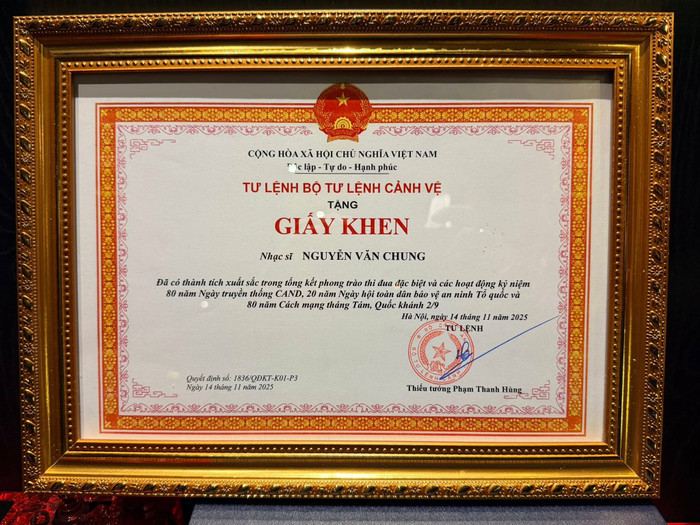 CỘNG HÒA XÃ HỘI CHỦ NGHĨA VIỆT NAM
lập - Tự do - Hạnh phúc
TƯ LỆNH BỘ TƯ LỆNH CẢNH VỆ
TẶNG
GIẤY KHEN
Nhạc sĩ NGUYỄN VĂN CHUNG
Đã có thành tích xuất sắc trong tổng kết phong trào thi đua đặc biệt và các hoạt động kỷ niệm
80 năm Ngày truyền thống CAND, 20 năm Ngày hội toàn dân bảo vệ an ninh Tổ quốc và
80 năm Cách mạng tháng Tám, Quốc khánh 2/9
Hà Nội, ngày 14 tháng 11 năm 2025
TƯ LỆNH
Quyết định số: 1836/QĐKT-K01-P3
Ngày 14 tháng 11 năm 2025
Thiếu tướng Phạm Thanh Hùng